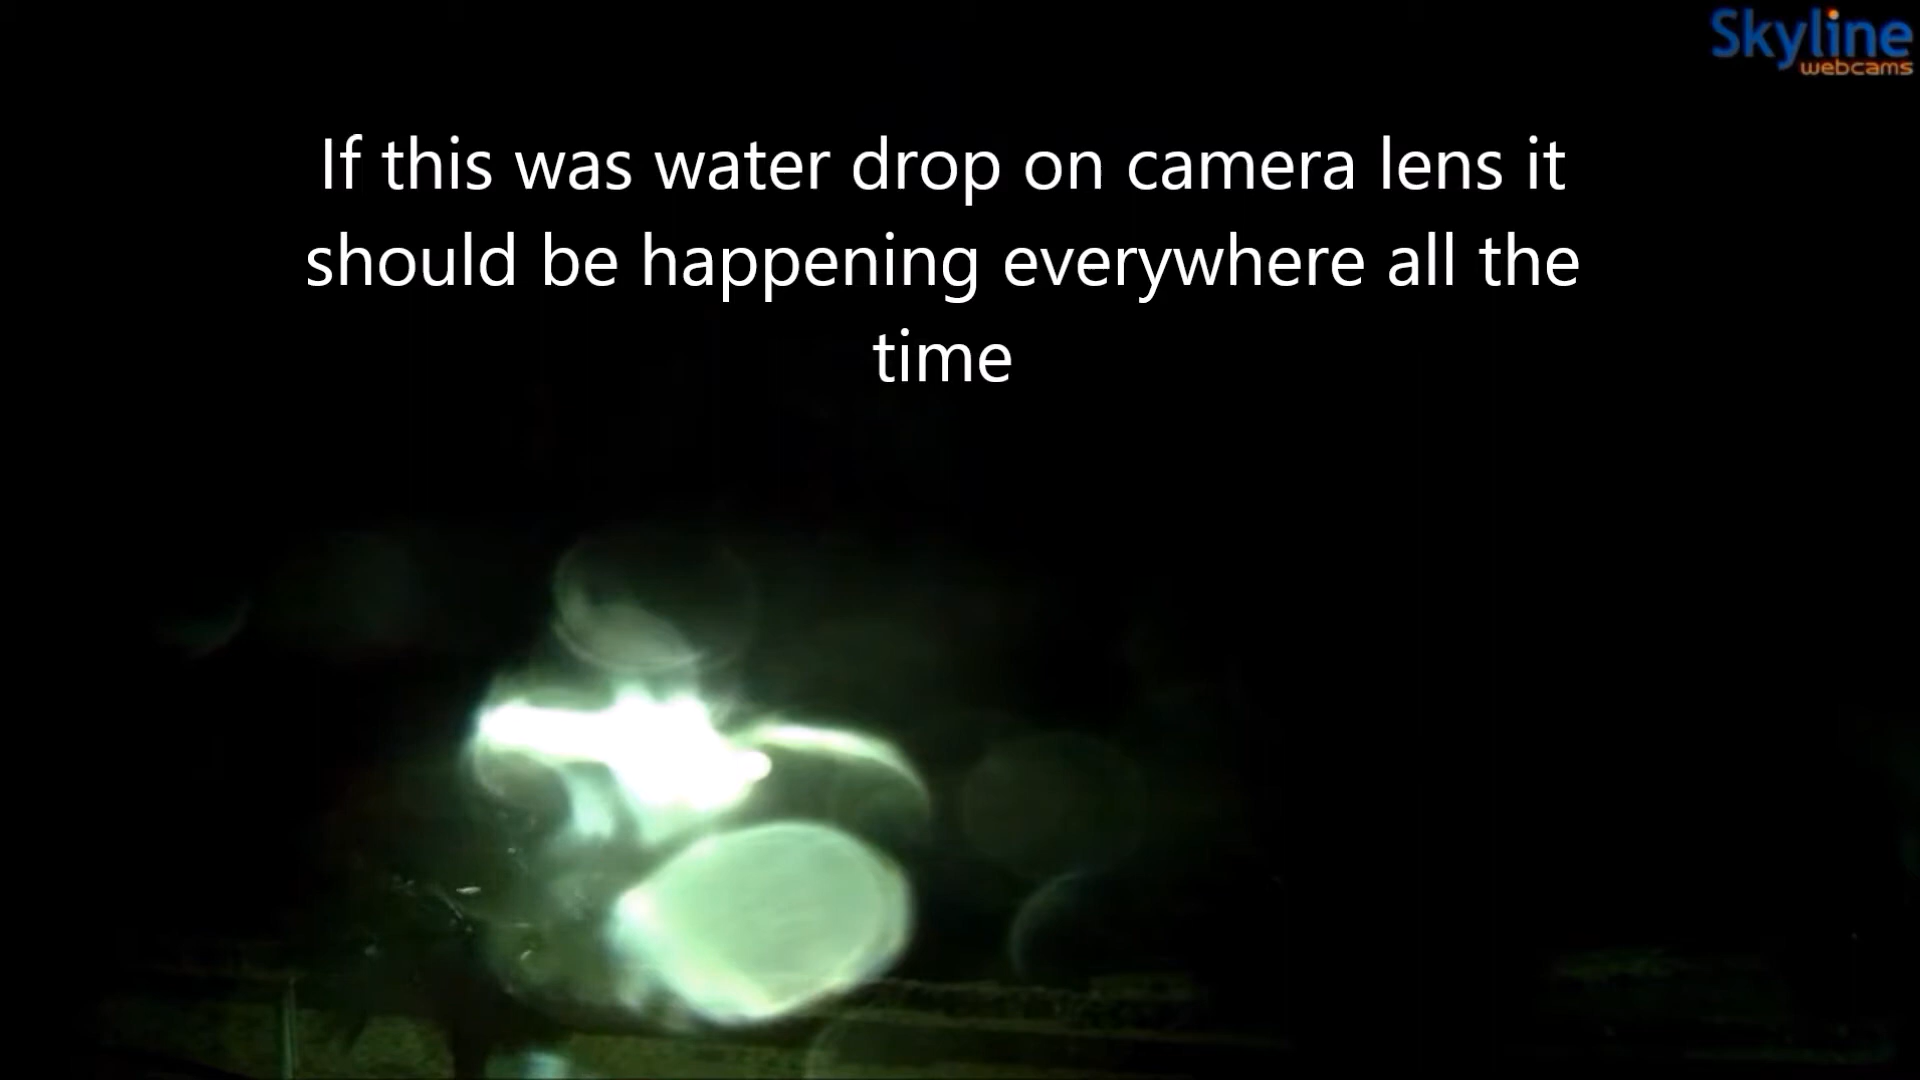 Skyline
webcams
If this was water drop on camera lens it
should be happening everywhere all the
time